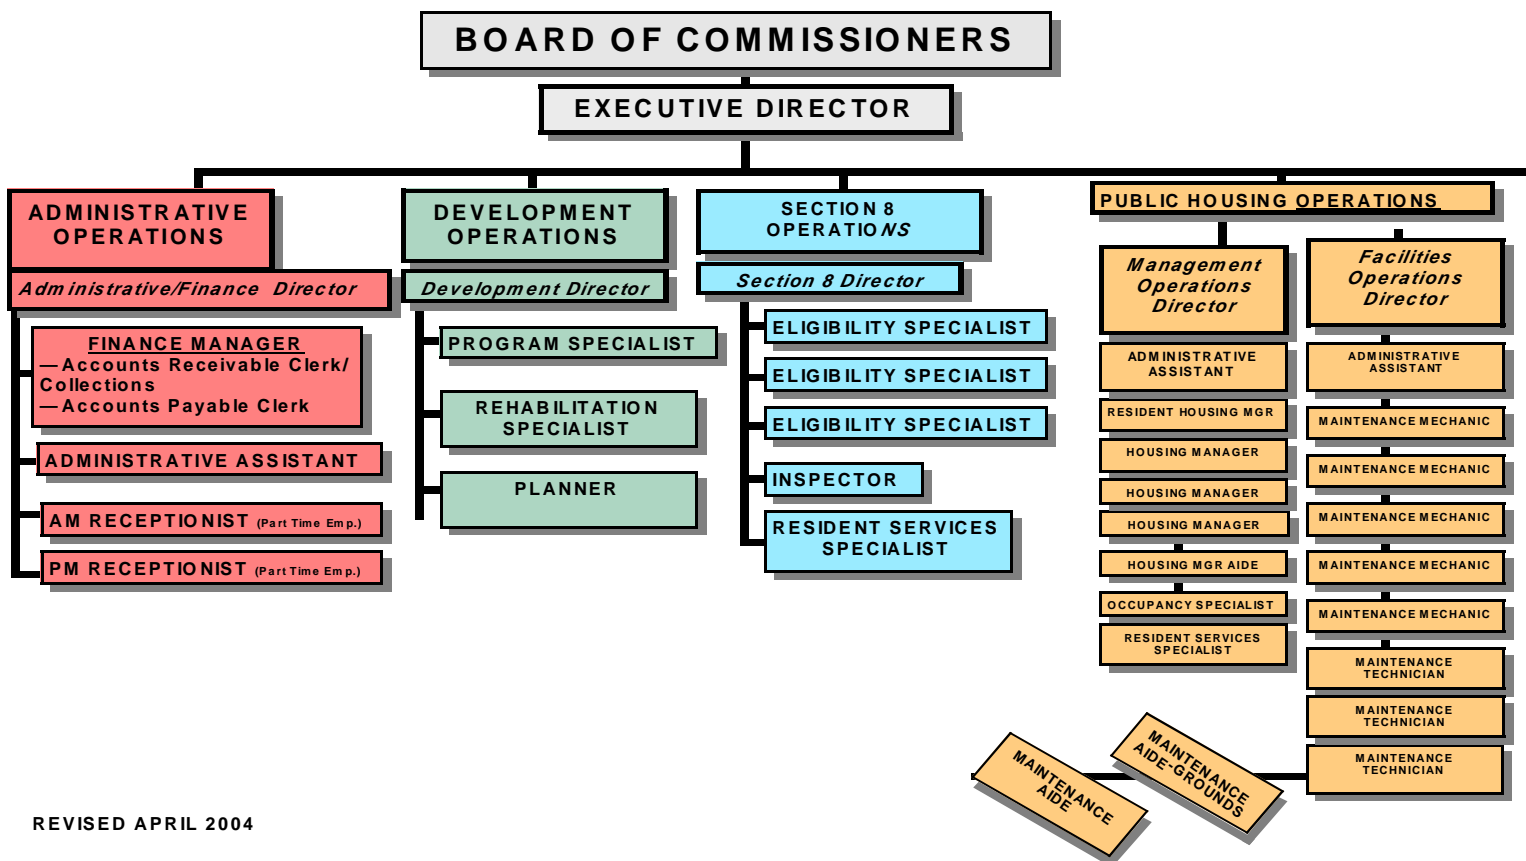 BOARD OF COMMISSIONERS
EXECUTIVE DIRECTOR
ADMINISTRATIVE
OPERATIONS
Administrative/Finance Director
FINANCE MANAGER
—Accounts Receivable Clerk/
Collections
—Accounts Payable Clerk
ADMINISTRATIVE ASSISTANT
AM RECEPTIONIST (Part Time Emp.)
PM RECEPTIONIST (Part Time Emp.)
DEVELOPMENT
OPERATIONS
Development Director
PROGRAM SPECIALIST
REHABILITATION
SPECIALIST
PLANNER
SECTION 8
OPERATIONS
Section 8 Director
ELIGIBILITY SPECIALIST
ELIGIBILITY SPECIALIST
ELIGIBILITY SPECIALIST
INSPECTOR
RESIDENT SERVICES
SPECIALIST
PUBLIC HOUSING OPERATIONS
Management
Operations
Director
ADMINISTRATIVE
ASSISTANT
RESIDENT HOUSING MGR
HOUSING MANAGER
HOUSING MANAGER
HOUSING MANAGER
HOUSING MGR AIDE
OCCUPANCY SPECIALIST
RESIDENT SERVICES
SPECIALIST
Facilities
Operations
Director
ADMINISTRATIVE
ASSISTANT
MAINTENANCE MECHANIC
MAINTENANCE MECHANIC
MAINTENANCE MECHANIC
MAINTENANCE MECHANIC
MAINTENANCE MECHANIC
MAINTENANCE
TECHNICIAN
MAINTENANCE
TECHNICIAN
MAINTENANCE
TECHNICIAN
MAINTENANCE
AIDE-GROUNDS
MAINTENANCE
AIDE
REVISED APRIL 2004